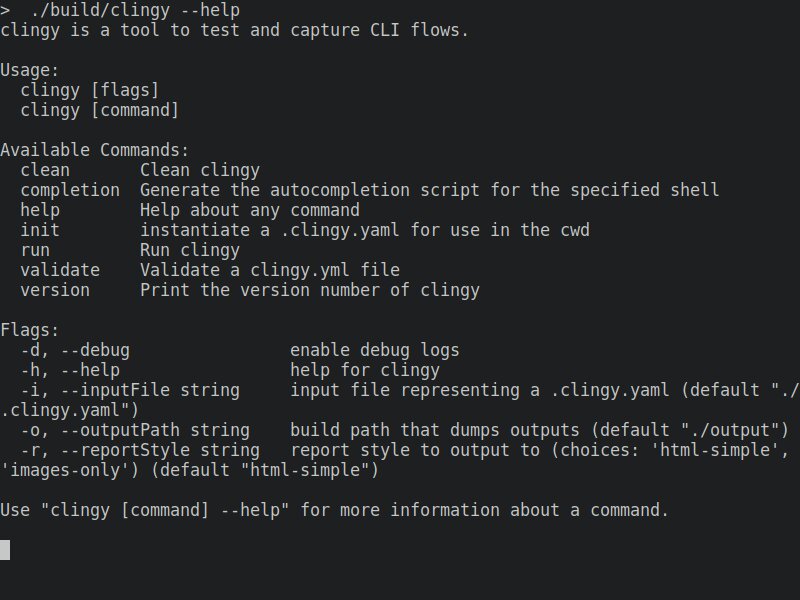 >  ./build/clingy --help
clingy is a tool to test and capture CLI flows.

Usage:
  clingy [flags]
  clingy [command]

Available Commands:
  clean       Clean clingy
  completion  Generate the autocompletion script for the specified shell
  help        Help about any command
  init        instantiate a .clingy.yaml for use in the cwd
  run         Run clingy
  validate    Validate a clingy.yml file
  version     Print the version number of clingy

Flags:
  -d, --debug                enable debug logs
  -h, --help                 help for clingy
  -i, --inputFile string     input file representing a .clingy.yaml (default "./
.clingy.yaml")
  -o, --outputPath string    build path that dumps outputs (default "./output")
  -r, --reportStyle string   report style to output to (choices: 'html-simple',
'images-only') (default "html-simple")

Use "clingy [command] --help" for more information about a command.